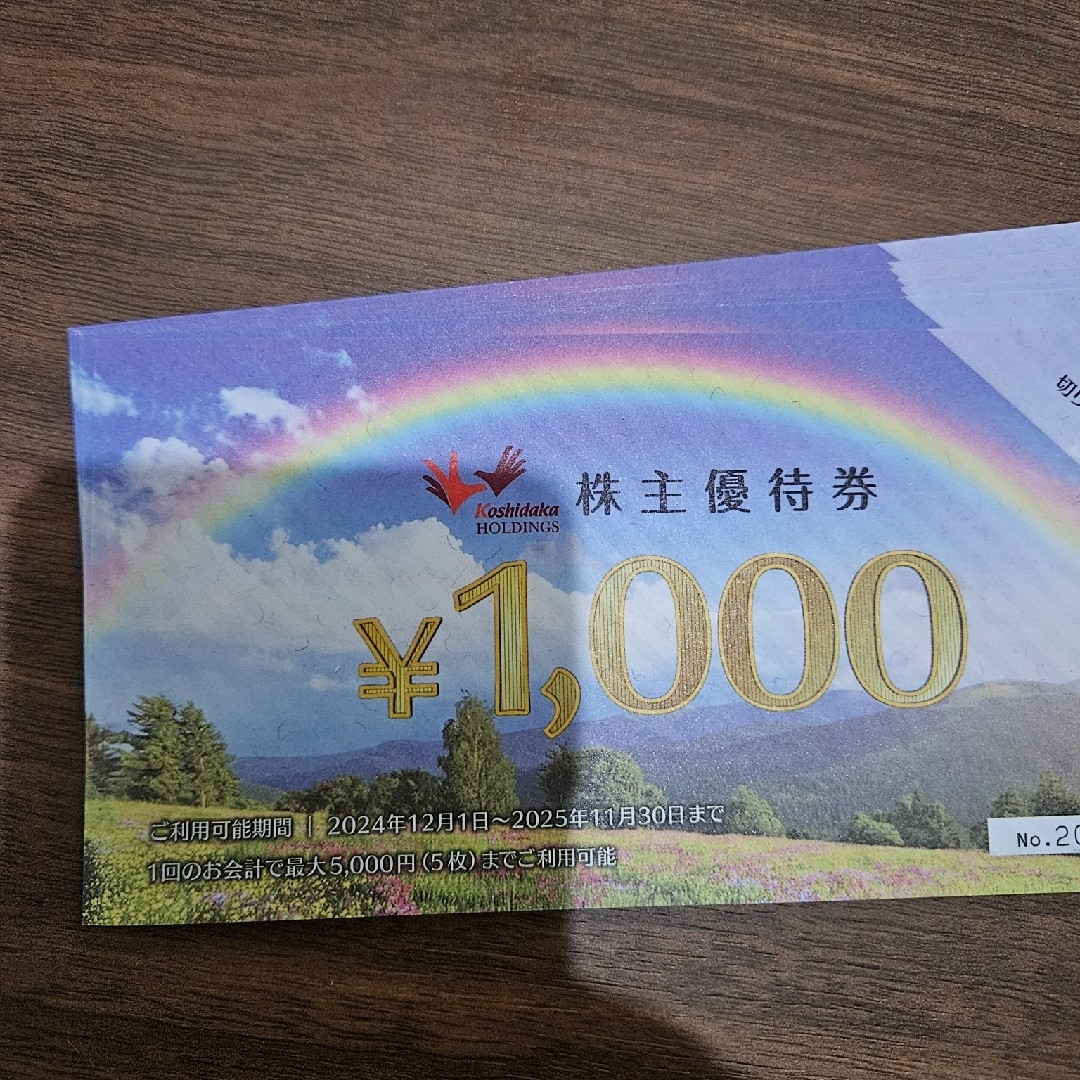 切り
Koshidaka
HOLDINGS
株主優待券
¥1,000
ご利用可能期間 | 2024年12月1日〜2025年11月30日まで
1回のお会計で最大5,000円（5枚）までご利用可能
No.20